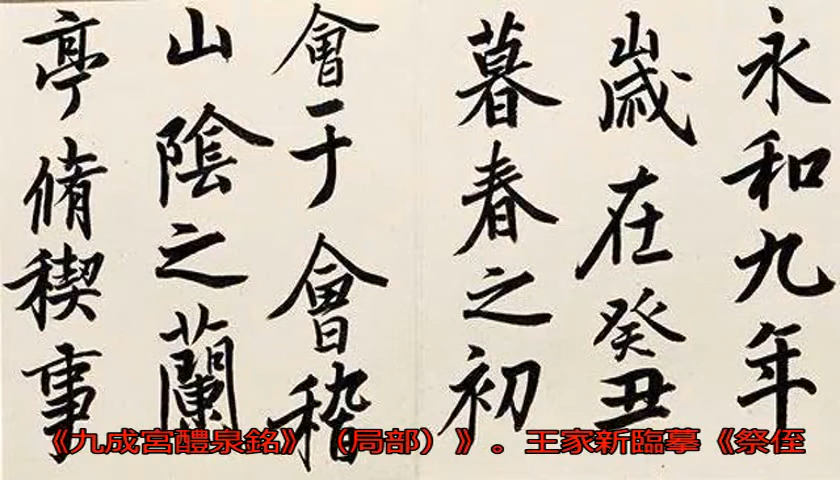 永和九年
歲在癸丑
暮春之初
會于會稽
山陰之蘭
亭脩稧事
《九成宮醴泉銘》（局部）》。王家新臨摹《祭侄